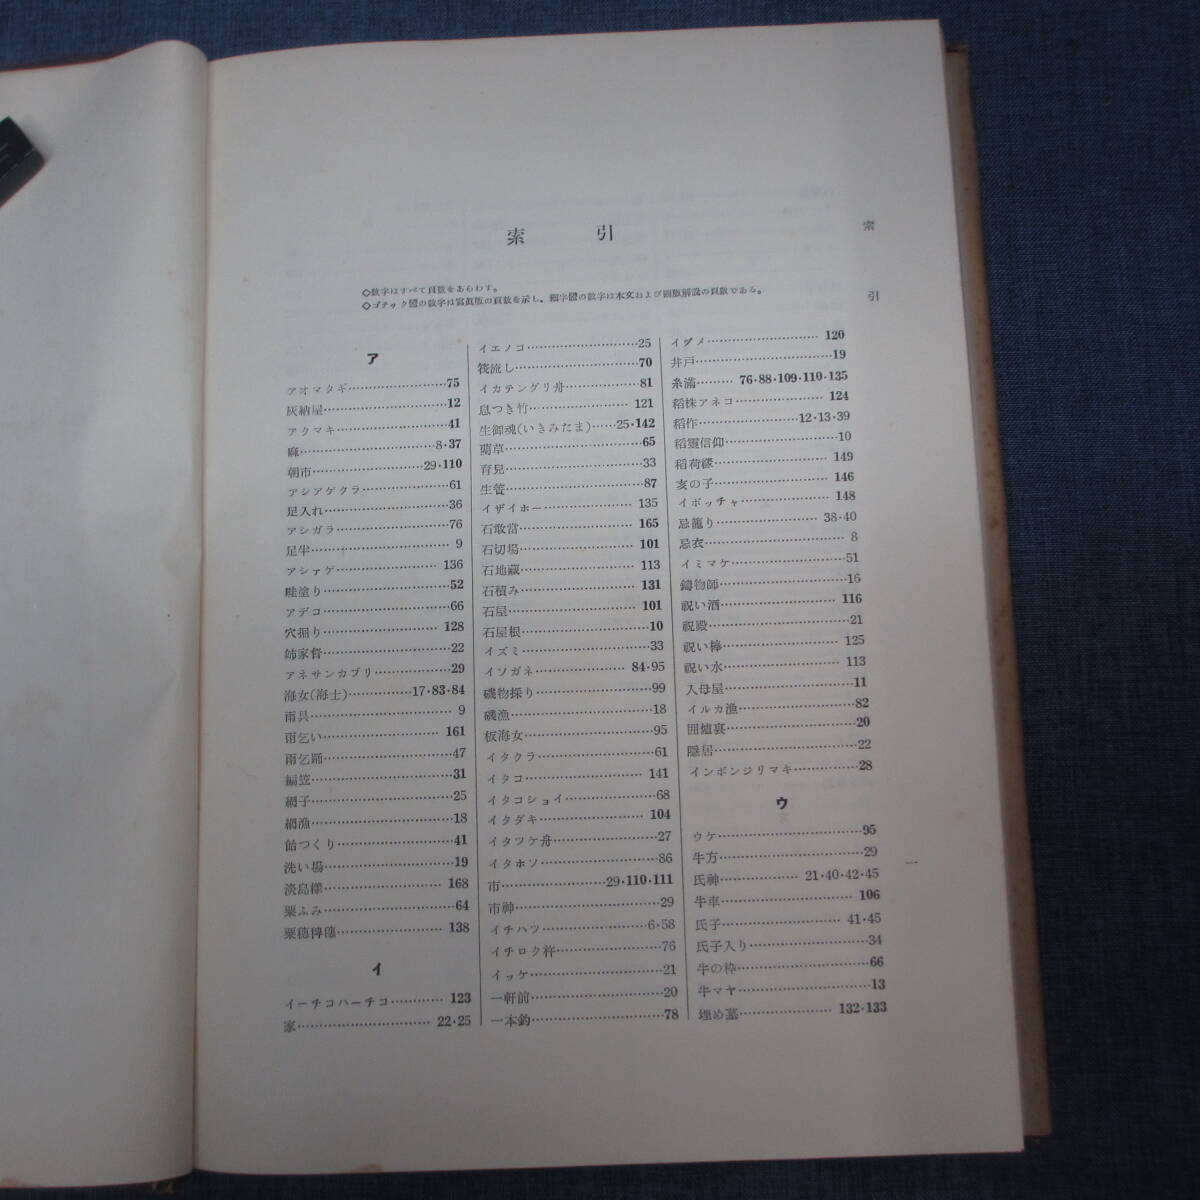 索引
索引
◇数字はすべて頁数をあらわす。
◇ゴチック體の数字は寫眞版の頁数を示し、細字體の数字は本文および圖版解説の頁数である。
ア
アオマタギ…………75
灰納屋…………12
アクマキ…………41
麻…………8・37
朝市…………29・110
アシアゲクラ…………61
足入れ…………36
アシガラ…………76
足半…………9
アシァケ…………136
畦塗り…………52
アデコ…………66
穴掘り…………128
姉家督…………22
アネサンカブリ…………29
海女(海士)…………17・83・84
雨具…………9
雨乞い…………161
雨乞踊…………47
編笠…………31
網子…………25
網漁…………18
飴つくり…………41
洗い場…………19
淡島様…………168
粟ふみ…………64
粟穂稗穂…………138
イ
イーチコハーチコ…………123
家…………22・25
イエノコ…………25
筏流し…………70
イカテングリ舟…………81
息つき竹…………121
生御魂(いきみたま)……25・142
藺草…………65
育兒…………33
生簀…………87
イザイホー…………135
石敢當…………165
石切場…………101
石地藏…………113
石積み…………131
石屋…………101
石屋根…………10
イズミ…………33
イソガネ…………84・95
磯物採り…………99
磯漁…………18
板海女…………95
イタクラ…………61
イタコ…………141
イタコショイ…………68
イタダキ…………104
イタツケ舟…………27
イタホソ…………86
市…………29・110・111
市神…………29
イチハツ…………6・58
イチロク杵…………76
イッケ…………21
一軒前…………20
一本釣…………78
イヅメ…………120
井戸…………19
糸滿………76・88・109・110・135
稻株アネコ…………124
稻作…………12・13・39
稻靈信仰…………10
稻荷…………149
亥の子…………146
イボッチャ…………148
忌籠り…………38・40
忌衣…………8
イミマケ…………51
鑄物師…………16
祝い酒…………116
祝殿…………21
祝い棒…………125
祝い水…………113
入母屋…………11
イルカ漁…………82
囲爐裏…………20
隱居…………22
インボンジリマキ…………28
ウ
ウケ…………95
牛方…………29
氏神…………21・40・42・45
牛車…………106
氏子…………41・45
氏子入り…………34
牛の枠…………66
牛マヤ…………13
埋め墓…………132・133
一